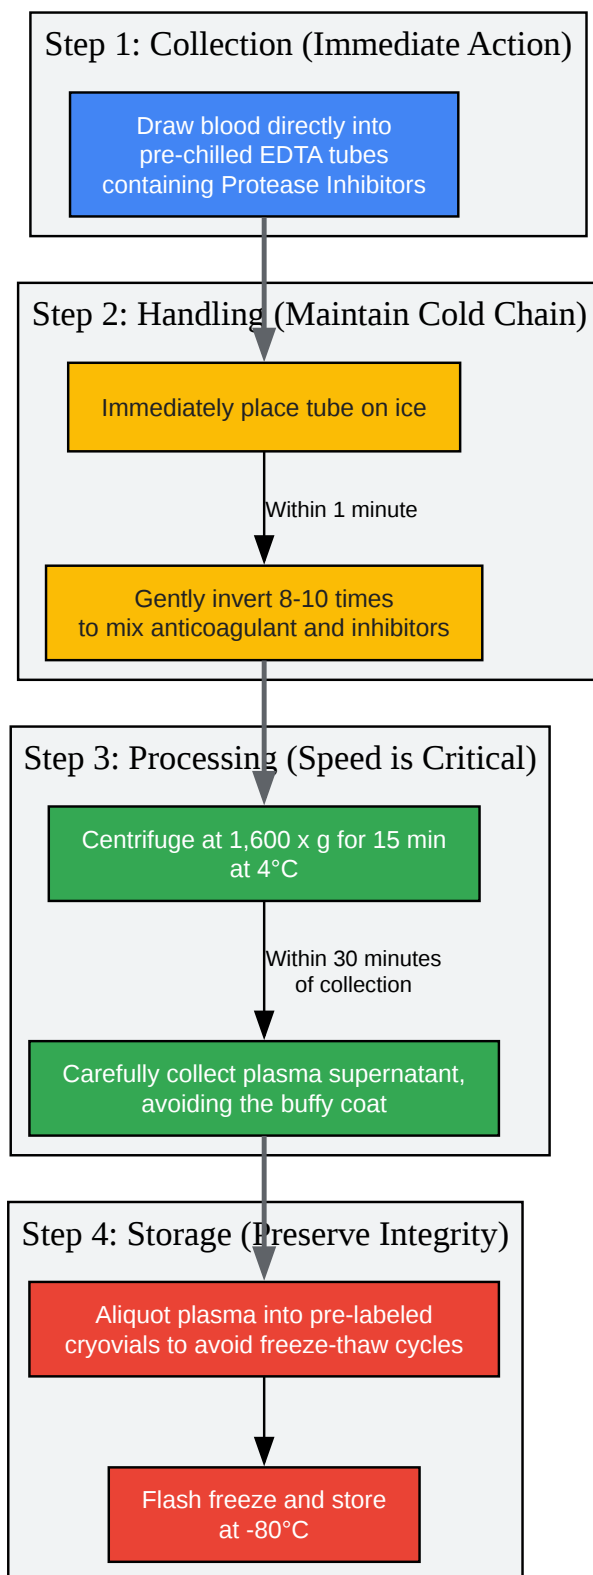 Step 1: Collection (Immediate Action)
Draw blood directly into
pre-chilled EDTA tubes
containing Protease Inhibitors
Step 2: Handling (Maintain Cold Chain)
Immediately place tube on ice
Within 1 minute
Gently invert 8-10 times
to mix anticoagulant and inhibitors
Step 3: Processing (Speed is Critical)
Centrifuge at 1,600 x g for 15 min
at 4°C
Within 30 minutes
of collection
Carefully collect plasma supernatant,
avoiding the buffy coat
Step 4: Storage (Preserve Integrity)
Aliquot plasma into pre-labeled
cryovials to avoid freeze-thaw cycles
Flash freeze and store
at -80°C